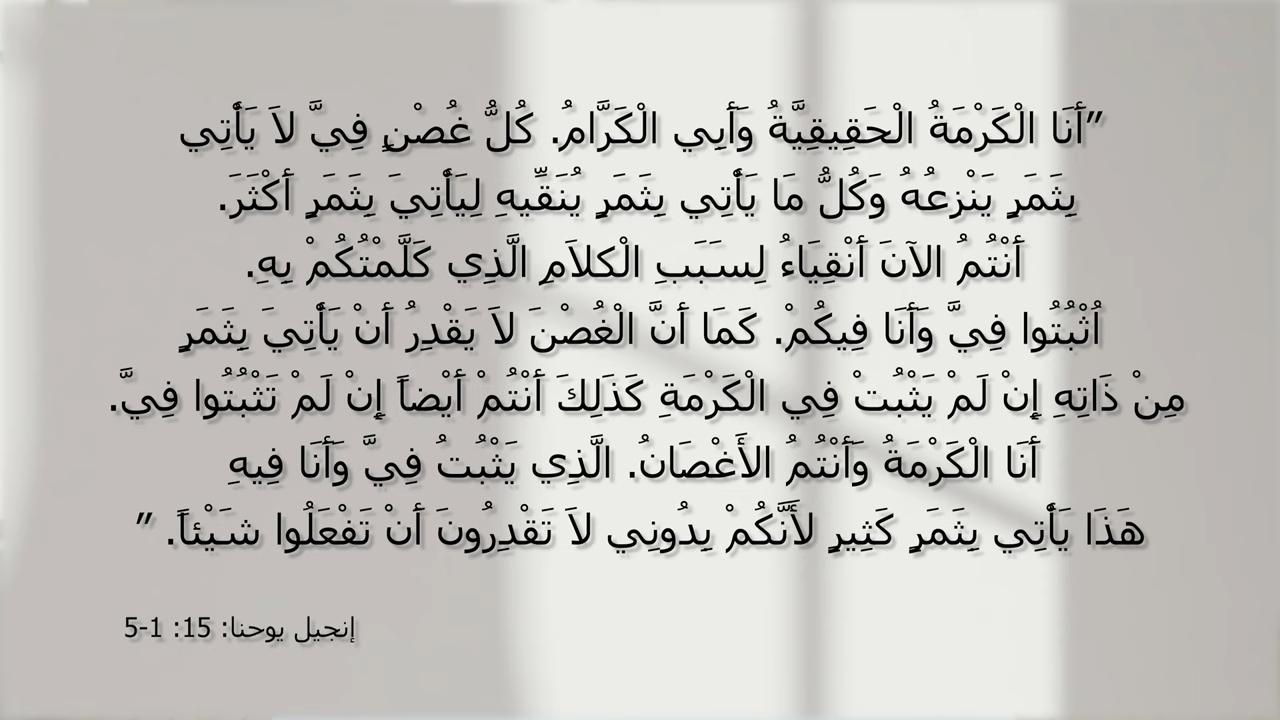 ”أَنَا الْكَرْمَةُ الْحَقِيقِيَّةُ وَأَبِي الْكَرَّامُ. كُلُّ غُصْنٍ فِيَّ لاَ يَأْتِي
بِثَمَرٍ يَنْزِعُهُ وَكُلُّ مَا يَأْتِي بِثَمَرٍ يُنَقِّيهِ لِيَأْتِيَ بِثَمَرٍ أَكْثَرَ.
أَنْتُمُ الآنَ أَنْقِيَاءُ لِسَبَبِ الْكلاَمِ الَّذِي كَلَّمْتُكُمْ بِهِ.
اُثْبُتُوا فِيَّ وَأَنَا فِيكُمْ. كَمَا أَنَّ الْغُصْنَ لاَ يَقْدِرُ أَنْ يَأْتِيَ بِثَمَرٍ
مِنْ ذَاتِهِ إِنْ لَمْ يَثْبُتْ فِي الْكَرْمَةِ كَذَلِكَ أَنْتُمْ أَيْضاً إِنْ لَمْ تَثْبُتُوا فِيَّ.
أَنَا الْكَرْمَةُ وَأَنْتُمُ الأَغْصَانُ. الَّذِي يَثْبُتُ فِيَّ وَأَنَا فِيهِ
هَذَا يَأْتِي بِثَمَرٍ كَثِيرٍ لأَنَّكُمْ بِدُونِي لاَ تَقْدِرُونَ أَنْ تَفْعَلُوا شَيْئاً. ”
إنجيل يوحنا: 15: 1-5